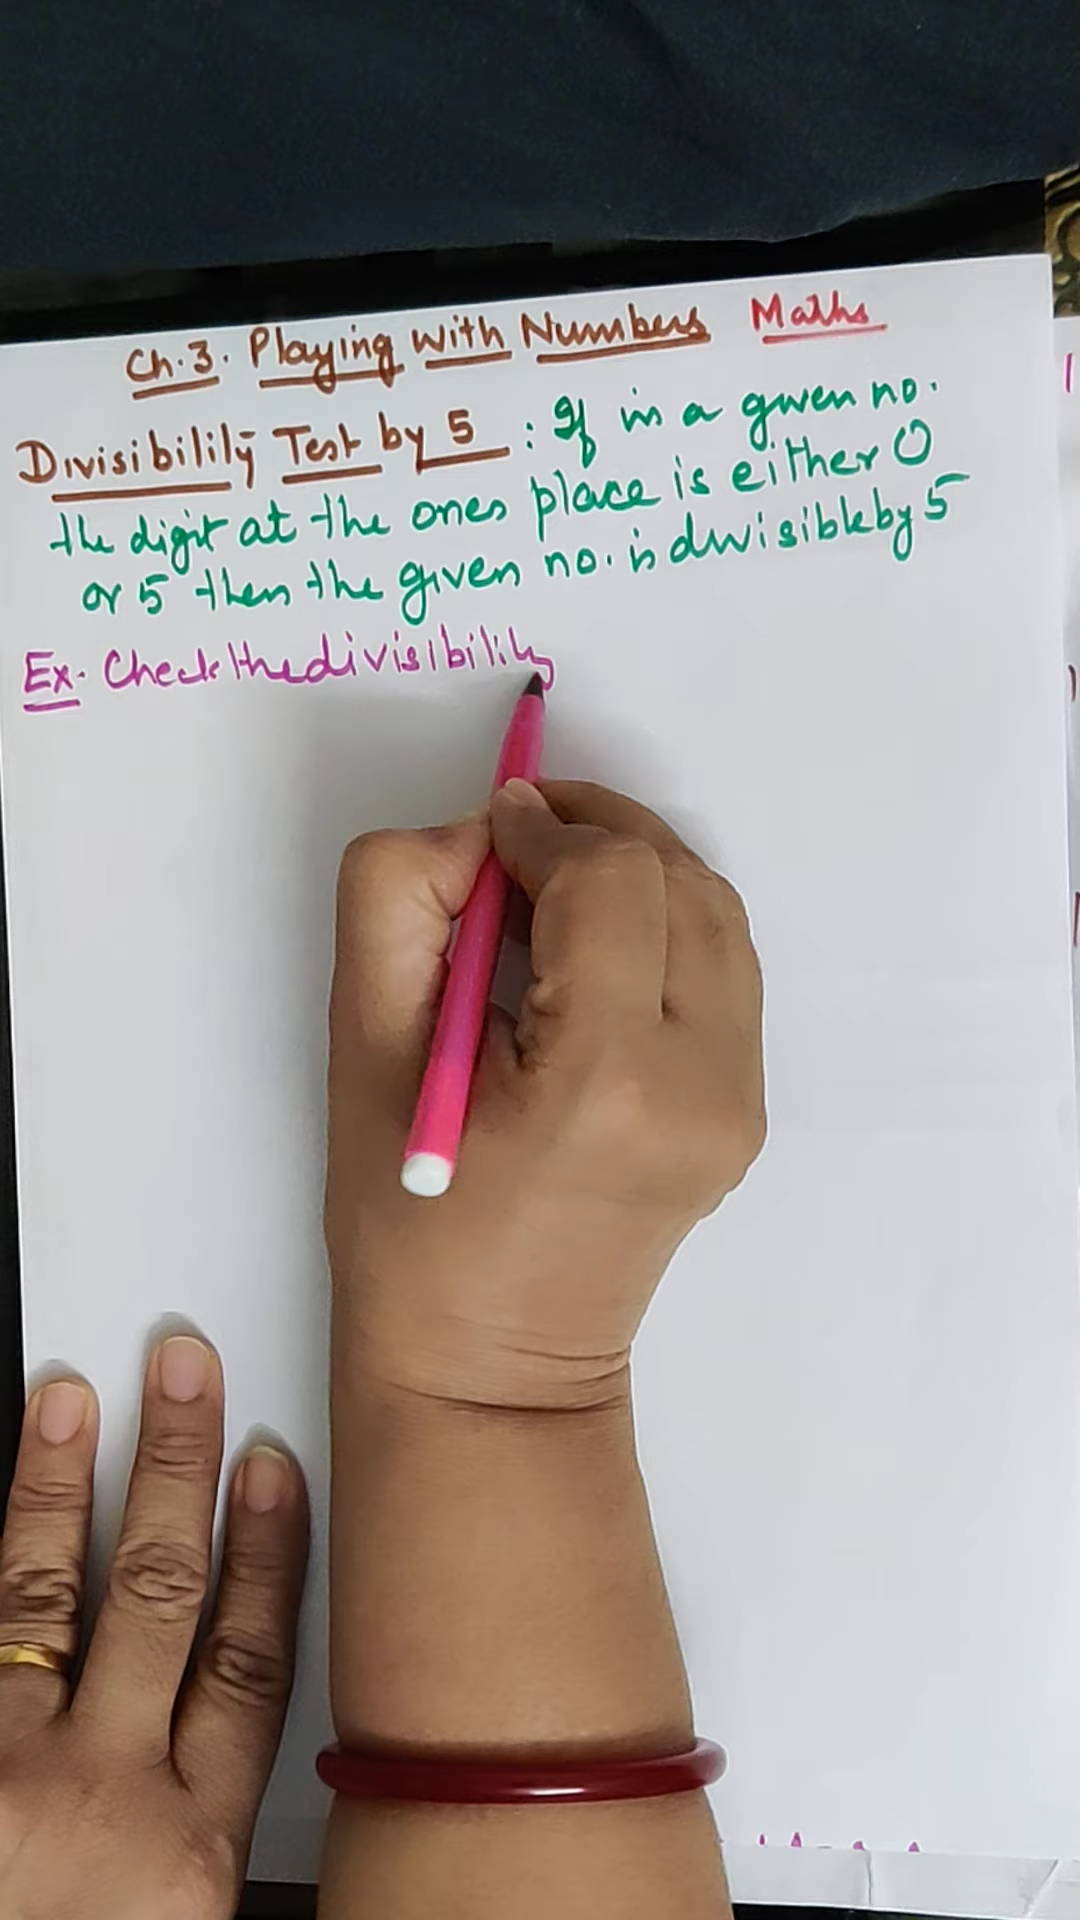 Ch.3. Playing With Numbers Maths
Divisibility Test by 5 : If in a given no.
the digit at the ones place is either 0
or 5 then the given no. is divisible by 5
Ex. Check the divisibility